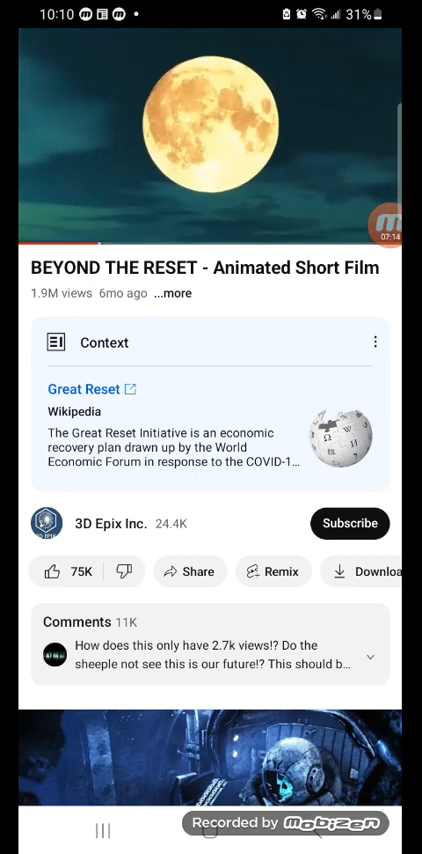 10:10
31%
07:14
BEYOND THE RESET - Animated Short Film
1.9M views 6mo ago ...more
Context
Great Reset
Wikipedia
The Great Reset Initiative is an economic
recovery plan drawn up by the World
Economic Forum in response to the COVID-1...
3D Epix Inc. 24.4K
Subscribe
75K
Share
Remix
Downloa
Comments 11K
How does this only have 2.7k views!? Do the
sheeple not see this is our future!? This should b...
Recorded by mobizen